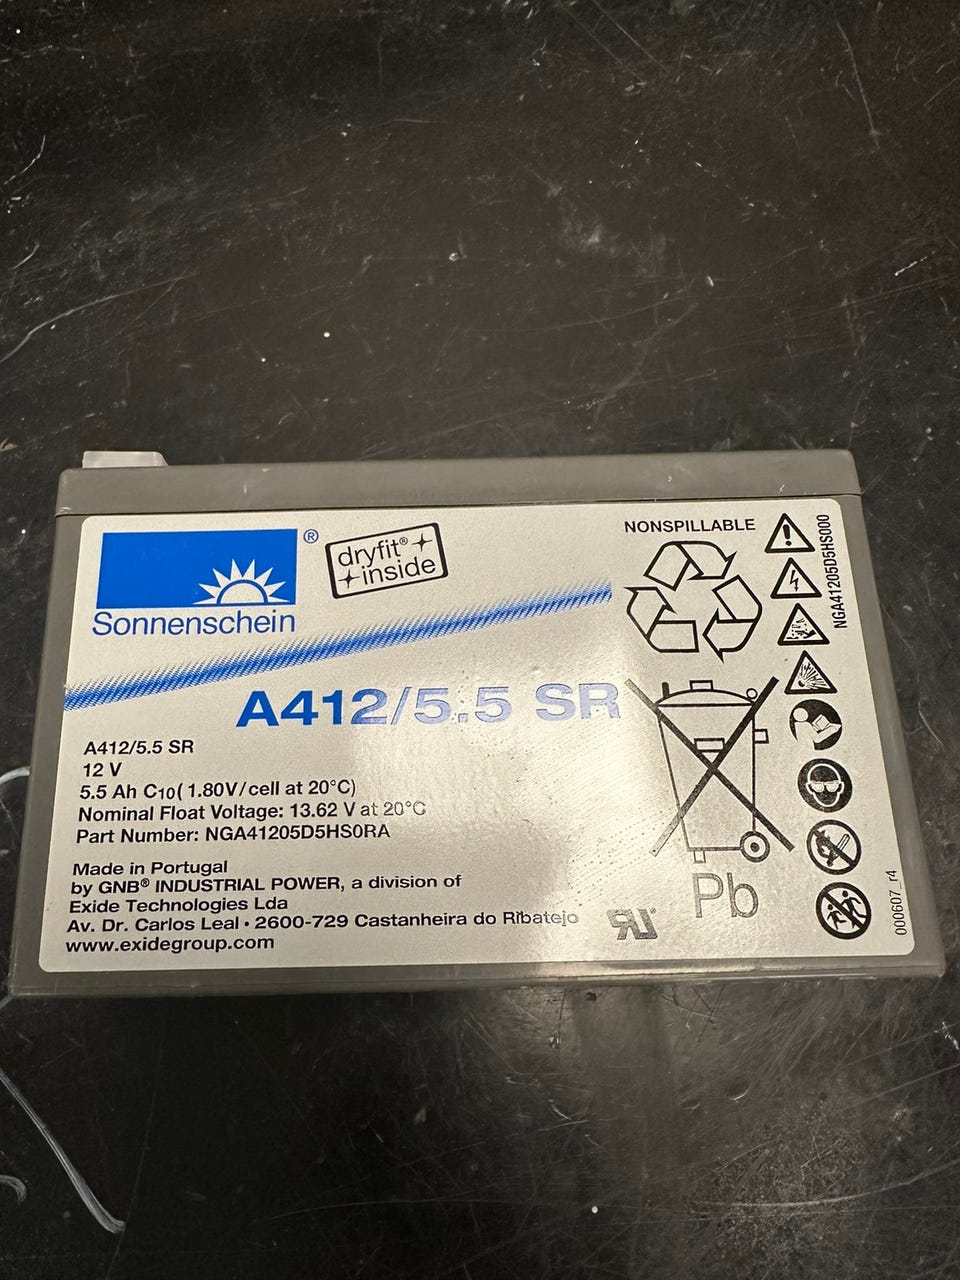 Sonnenschein®
dryfit®
inside
A412/5.5 SR
A412/5.5 SR
12 V
5.5 Ah C10(1.80V/cell at 20°C)
Nominal Float Voltage: 13.62 V at 20°C
Part Number: NGA41205D5HS0RA
Made in Portugal
by GNB® INDUSTRIAL POWER, a division of
Exide Technologies Lda
Av. Dr. Carlos Leal • 2600-729 Castanheira do Ribatejo
www.exidegroup.com
NONSPILLABLE
Pb
NGA41205D5HS000
000607_r4